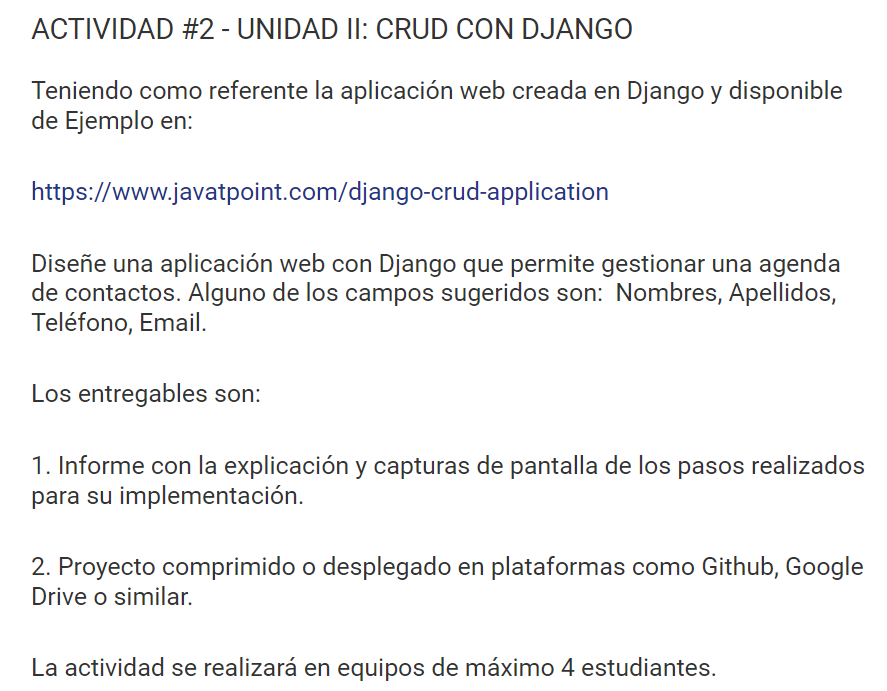 ACTIVIDAD #2 - UNIDAD II: CRUD CON DJANGO
Teniendo como referente la aplicación web creada en Django y disponible
de Ejemplo en:
https://www.javatpoint.com/django-crud-application
Diseñe una aplicación web con Django que permite gestionar una agenda
de contactos. Alguno de los campos sugeridos son:  Nombres, Apellidos,
Teléfono, Email.
Los entregables son:
1. Informe con la explicación y capturas de pantalla de los pasos realizados
para su implementación.
2. Proyecto comprimido o desplegado en plataformas como Github, Google
Drive o similar.
La actividad se realizará en equipos de máximo 4 estudiantes.